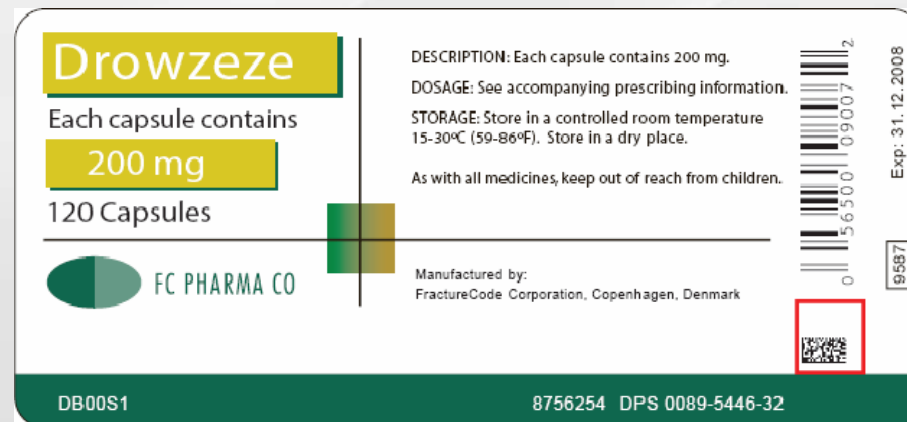 Drowzeze
Each capsule contains
200 mg
120 Capsules
FC PHARMA CO
DESCRIPTION: Each capsule contains 200 mg.
DOSAGE: See accompanying prescribing information.
STORAGE: Store in a controlled room temperature
15-30ºC (59-86ºF). Store in a dry place.
As with all medicines, keep out of reach from children.
Manufactured by:
FractureCode Corporation, Copenhagen, Denmark
0 56500 09007 2
Exp: 31.12.2008
9587
DB00S1
8756254 DPS 0089-5446-32